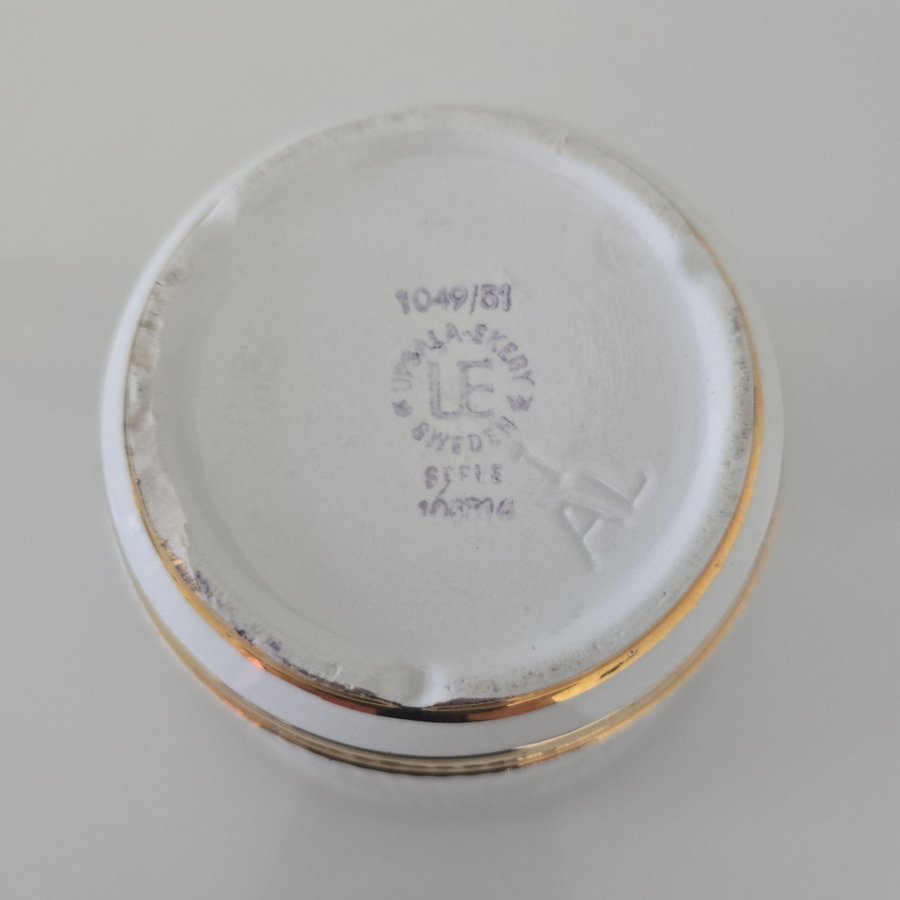 1049/51
UPSALA-EKEBY
UE
SWEDEN
GEFLE
AL